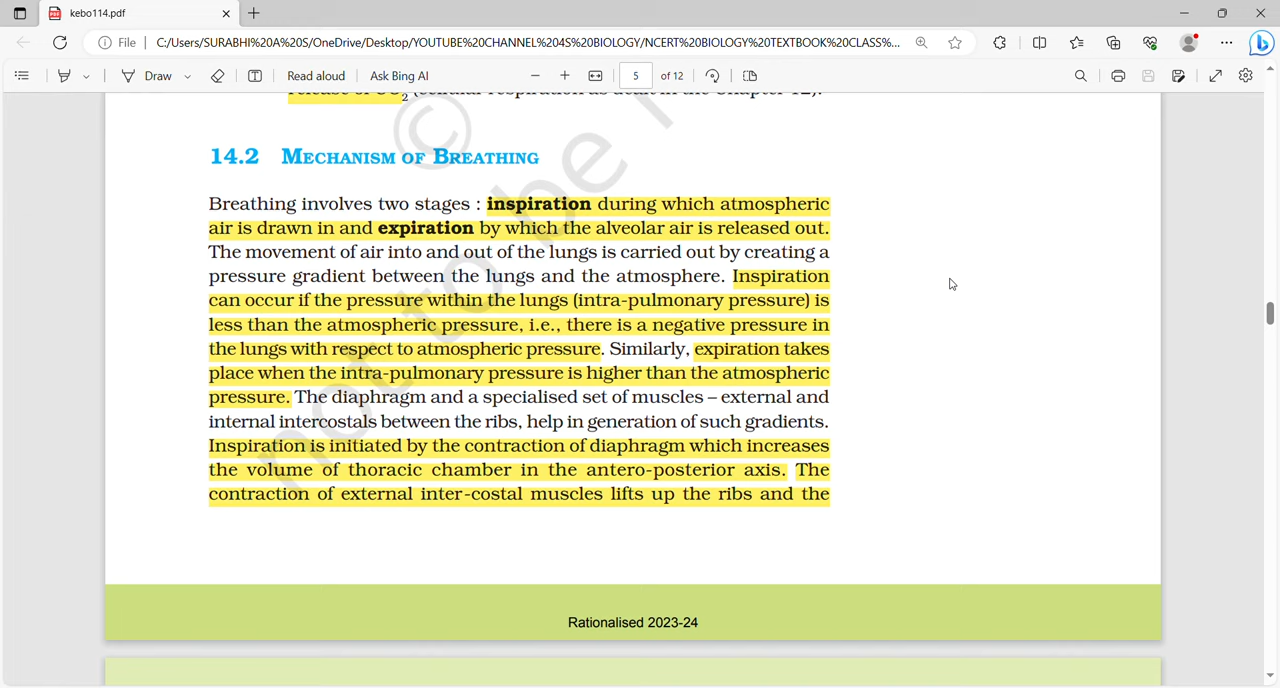 kebo114.pdf
File
C:/Users/SURABHI%20A%20S/OneDrive/Desktop/YOUTUBE%20CHANNEL%204S%20BIOLOGY/NCERT%20BIOLOGY%20TEXTBOOK%20CLASS%...
Draw
Read aloud
Ask Bing AI
5
of 12
14.2 MECHANISM OF BREATHING
Breathing involves two stages : inspiration during which atmospheric
air is drawn in and expiration by which the alveolar air is released out.
The movement of air into and out of the lungs is carried out by creating a
pressure gradient between the lungs and the atmosphere. Inspiration
can occur if the pressure within the lungs (intra-pulmonary pressure) is
less than the atmospheric pressure, i.e., there is a negative pressure in
the lungs with respect to atmospheric pressure. Similarly, expiration takes
place when the intra-pulmonary pressure is higher than the atmospheric
pressure. The diaphragm and a specialised set of muscles – external and
internal intercostals between the ribs, help in generation of such gradients.
Inspiration is initiated by the contraction of diaphragm which increases
the volume of thoracic chamber in the antero-posterior axis. The
contraction of external inter-costal muscles lifts up the ribs and the
© not to be
Rationalised 2023-24